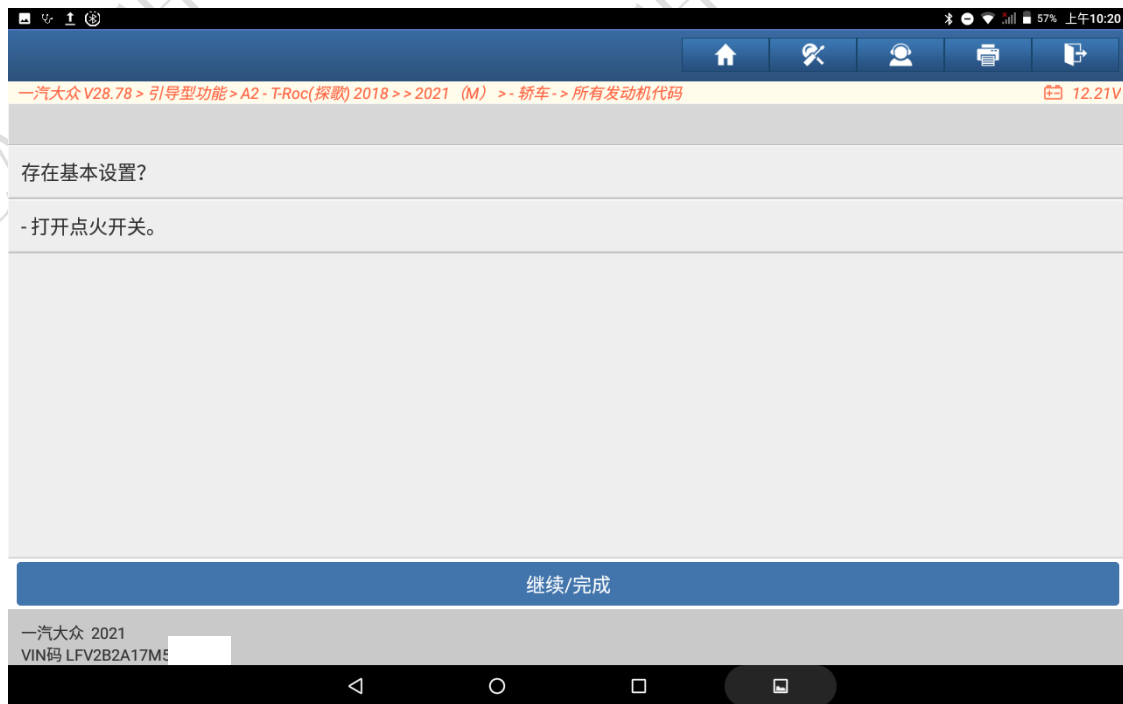 57% 上午10:20
一汽大众 V28.78 > 引导型功能 > A2 - T-Roc(探歌) 2018 > > 2021（M）> - 轿车 - > 所有发动机代码 12.21V
存在基本设置?
- 打开点火开关。
继续/完成
一汽大众 2021
VIN码 LFV2B2A17M5